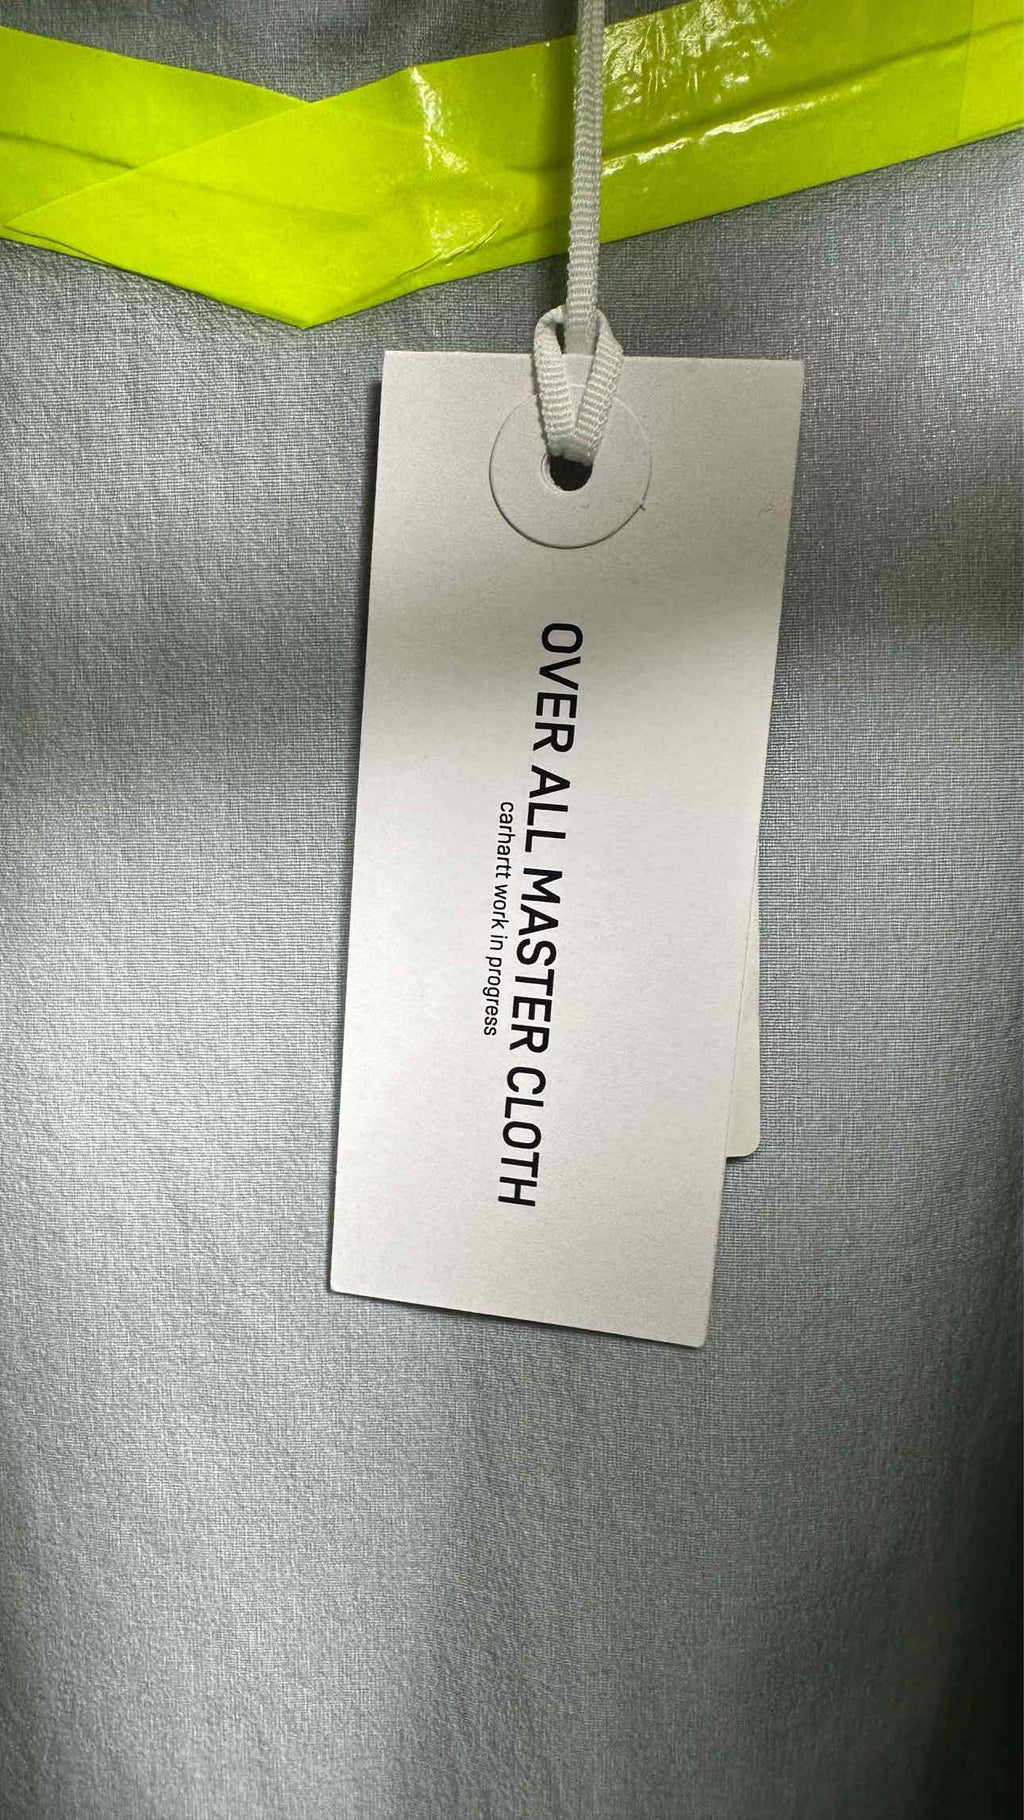 OVER ALL MASTER CLOTH
carhartt work in progress